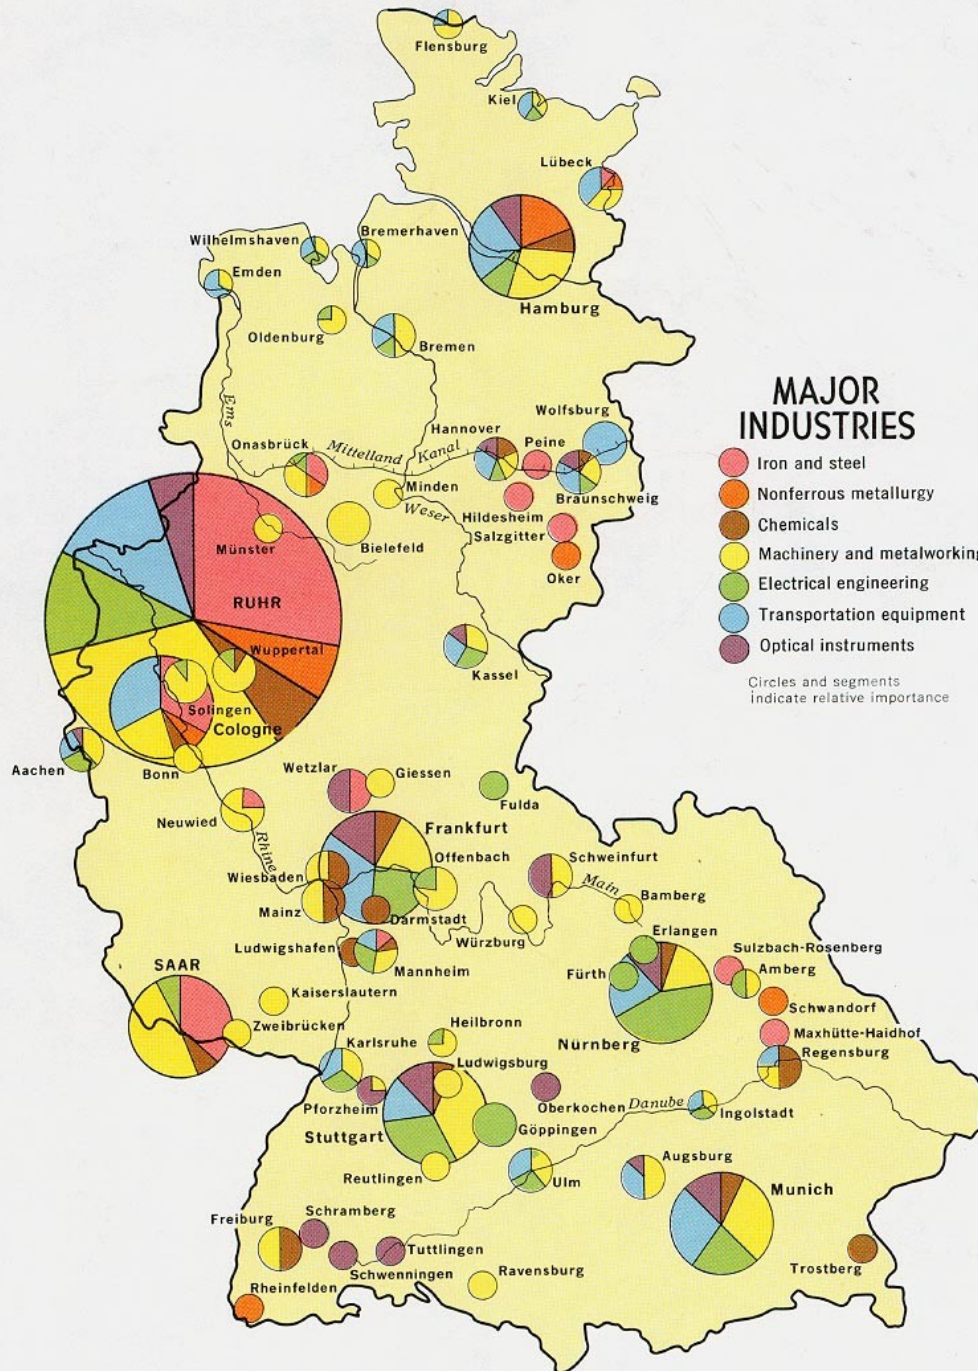 Flensburg
Kiel
Lübeck
Wilhelmshaven
Bremerhaven
Emden
Hamburg
Oldenburg
Bremen
MAJOR
INDUSTRIES
Iron and steel
Nonferrous metallurgy
Chemicals
Machinery and metalworking
Electrical engineering
Transportation equipment
Optical instruments
Circles and segments
indicate relative importance
Ems
Wolfsburg
Hannover
Peine
Onasbrück
Mittelland Kanal
Minden
Braunschweig
Weser
Hildesheim
Salzgitter
Münster
Bielefeld
Oker
RUHR
Wuppertal
Kassel
Solingen
Cologne
Aachen
Bonn
Wetzlar
Giessen
Fulda
Neuwied
Rhine
Frankfurt
Offenbach
Schweinfurt
Wiesbaden
Main
Bamberg
Mainz
Darmstadt
Würzburg
Erlangen
Ludwigshafen
Mannheim
Sulzbach-Rosenberg
SAAR
Fürth
Amberg
Kaiserslautern
Schwandorf
Zweibrücken
Heilbronn
Nürnberg
Maxhütte-Haidhof
Karlsruhe
Regensburg
Ludwigsburg
Pforzheim
Oberkochen
Danube
Ingolstadt
Stuttgart
Göppingen
Reutlingen
Ulm
Augsburg
Munich
Freiburg
Schramberg
Tuttlingen
Schwenningen
Trostberg
Rheinfelden
Ravensburg